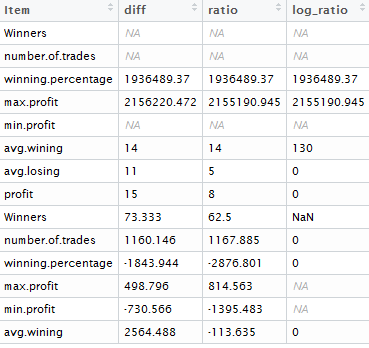 Item diff ratio log_ratio
Winners NA NA NA
number.of.trades NA NA NA
winning.percentage 1936489.37 1936489.37 1936489.37
max.profit 2156220.472 2155190.945 2155190.945
min.profit NA NA NA
avg.wining 14 14 130
avg.losing 11 5 0
profit 15 8 0
Winners 73.333 62.5 NaN
number.of.trades 1160.146 1167.885 0
winning.percentage -1843.944 -2876.801 0
max.profit 498.796 814.563 NA
min.profit -730.566 -1395.483 NA
avg.wining 2564.488 -113.635 0